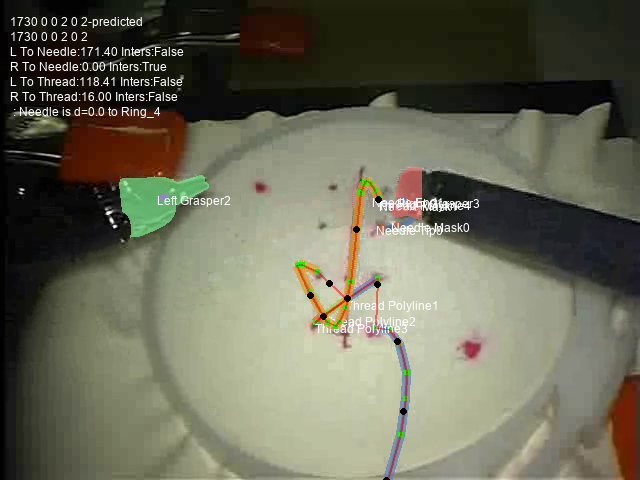 1730 0 0 2 0 2-predicted
1730 0 0 2 0 2
L To Needle:171.40 Inters:False
R To Needle:0.00 Inters:True
L To Thread:118.41 Inters:False
R To Thread:16.00 Inters:False
: Needle is d=0.0 to Ring_4
Left Grasper2
Needle Mask0
Needle Tip0
Thread Polyline1
Thread Polyline2
Thread Polyline3